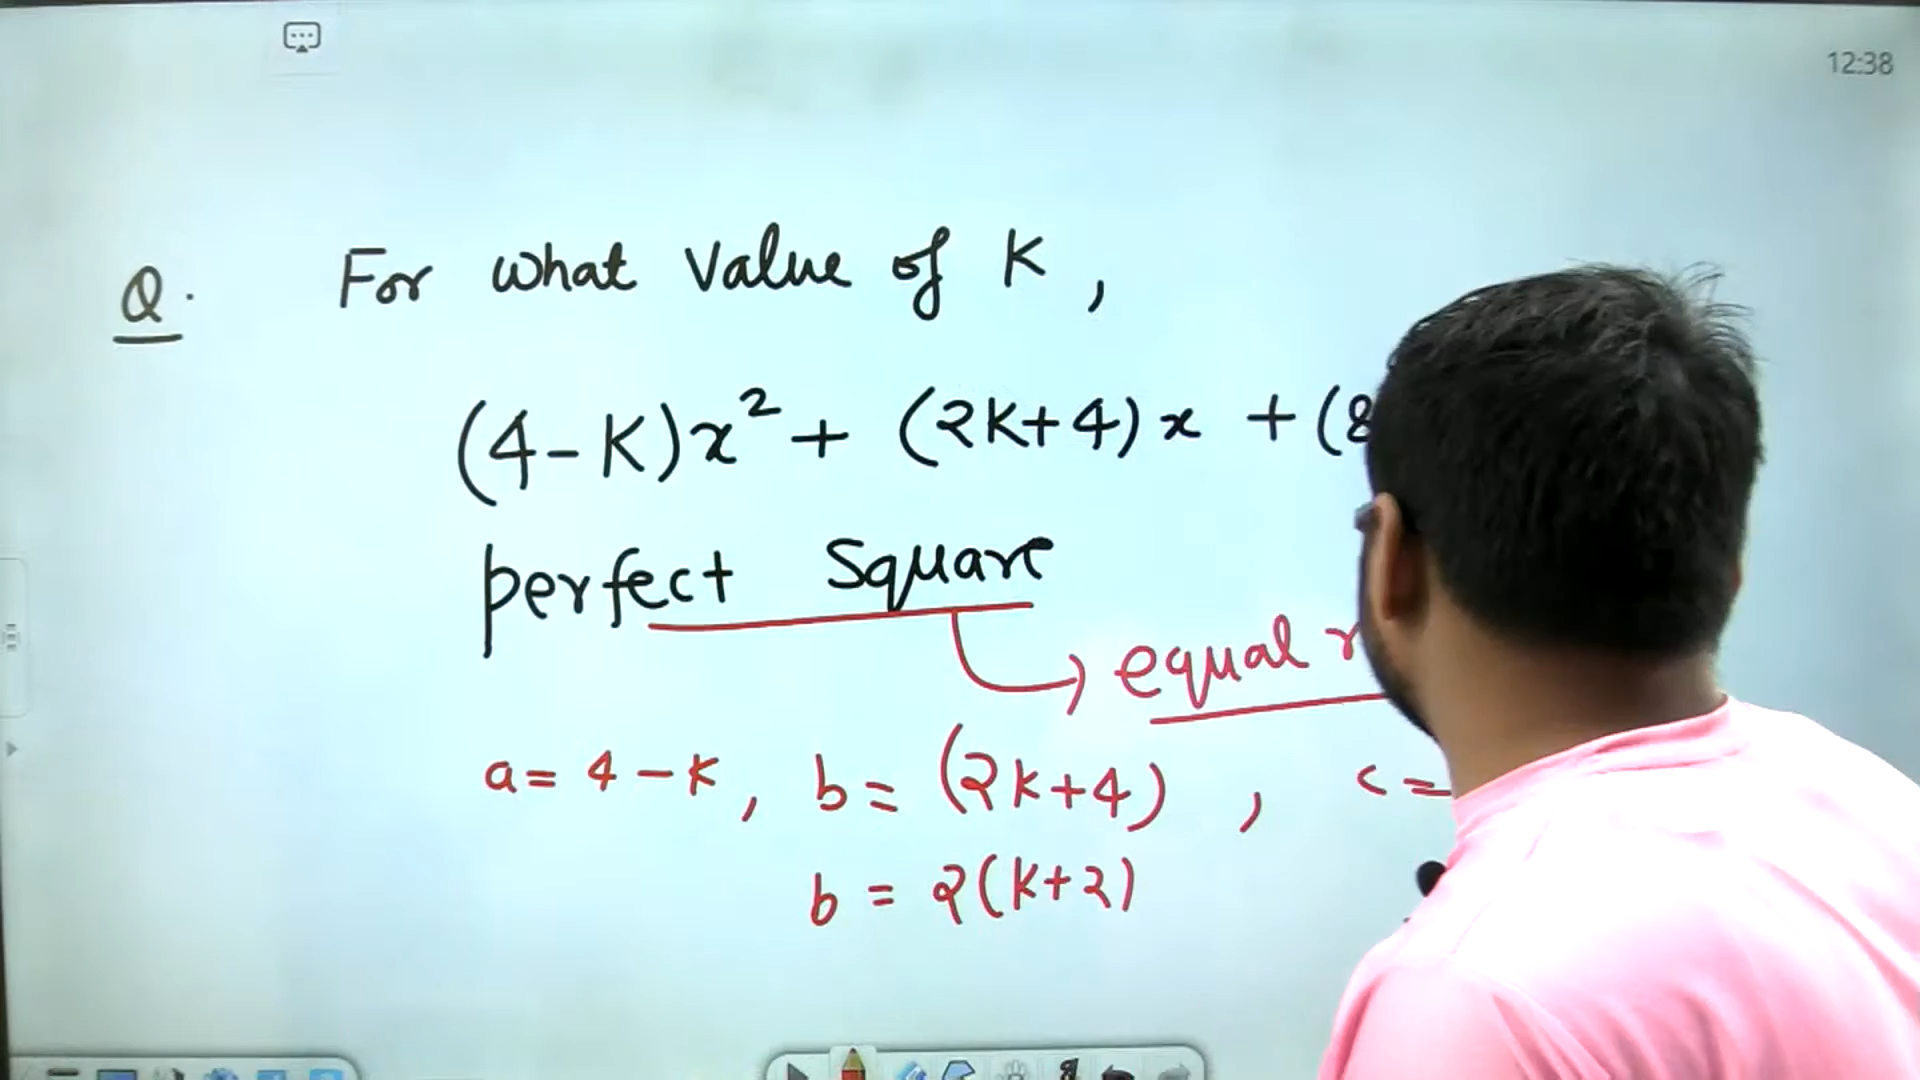 12:38
Q. For what value of K,
(4-K)x² + (2K+4)x + (8
perfect square
equal
a = 4 - K, b = (2K+4), c =
b = 2(K+2)